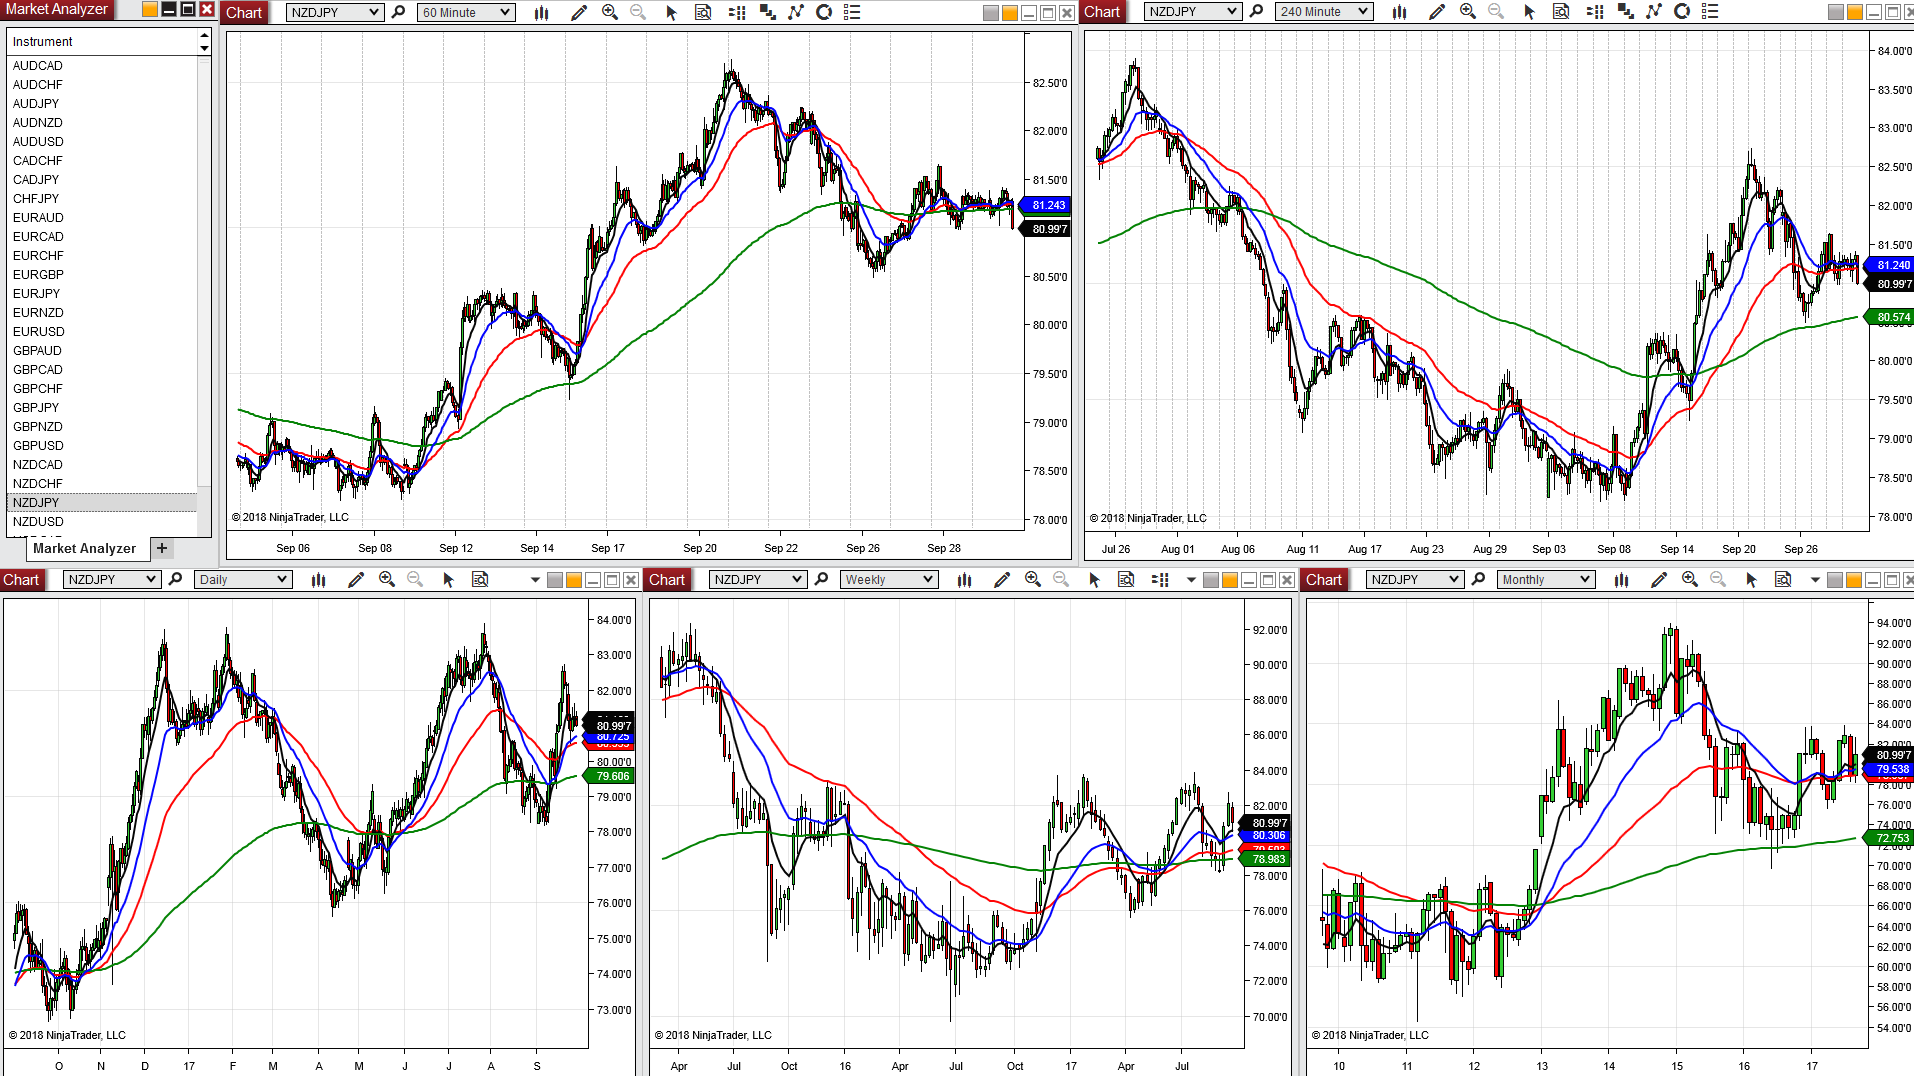 Market Analyzer
Instrument
AUDCAD
AUDCHF
AUDJPY
AUDNZD
AUDUSD
CADCHF
CADJPY
CHFJPY
EURAUD
EURCAD
EURCHF
EURGBP
EURJPY
EURNZD
EURUSD
GBPAUD
GBPCAD
GBPCHF
GBPJPY
GBPNZD
GBPUSD
NZDCAD
NZDCHF
NZDJPY
NZDUSD
Market Analyzer +
Chart NZDJPY 60 Minute
82.50'0
82.00'0
81.50'0
81.243
80.99'7
80.50'0
80.00'0
79.50'0
79.00'0
78.50'0
78.00'0
© 2018 NinjaTrader, LLC
Sep 06 Sep 08 Sep 12 Sep 14 Sep 17 Sep 20 Sep 22 Sep 26 Sep 28
Chart NZDJPY 240 Minute
84.00'0
83.50'0
83.00'0
82.50'0
82.00'0
81.50'0
81.240
80.99'7
80.574
80.00'0
79.50'0
79.00'0
78.50'0
78.00'0
© 2018 NinjaTrader, LLC
Jul 26 Aug 01 Aug 06 Aug 11 Aug 17 Aug 23 Aug 29 Sep 03 Sep 08 Sep 14 Sep 20 Sep 26
Chart NZDJPY Daily
84.00'0
83.00'0
82.00'0
80.99'7
80.725
80.00'0
79.606
79.00'0
78.00'0
77.00'0
76.00'0
75.00'0
74.00'0
73.00'0
© 2018 NinjaTrader, LLC
O N D 17 F M A M J J A S
Chart NZDJPY Weekly
92.00'0
90.00'0
88.00'0
86.00'0
84.00'0
82.00'0
80.99'7
80.306
78.983
78.00'0
76.00'0
74.00'0
72.00'0
70.00'0
© 2018 NinjaTrader, LLC
Apr Jul Oct 16 Apr Jul Oct 17 Apr Jul
Chart NZDJPY Monthly
94.00'0
92.00'0
90.00'0
88.00'0
86.00'0
84.00'0
80.99'7
79.538
76.00'0
74.00'0
72.753
70.00'0
68.00'0
66.00'0
64.00'0
62.00'0
60.00'0
58.00'0
56.00'0
54.00'0
© 2018 NinjaTrader, LLC
10 11 12 13 14 15 16 17